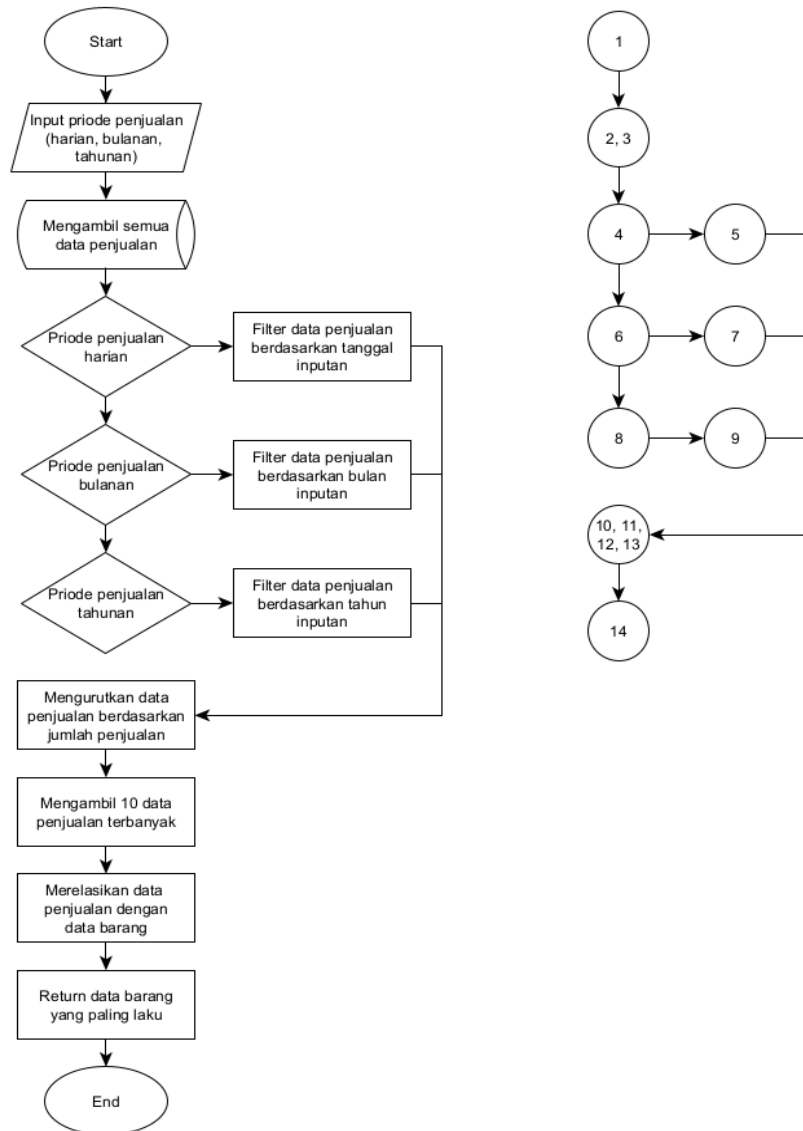 Start
Input priode penjualan
(harian, bulanan,
tahunan)
Mengambil semua
data penjualan
Priode penjualan
harian
Filter data penjualan
berdasarkan tanggal
inputan
Priode penjualan
bulanan
Filter data penjualan
berdasarkan bulan
inputan
Priode penjualan
tahunan
Filter data penjualan
berdasarkan tahun
inputan
Mengurutkan data
penjualan berdasarkan
jumlah penjualan
Mengambil 10 data
penjualan terbanyak
Merelasikan data
penjualan dengan
data barang
Return data barang
yang paling laku
End
1
2, 3
4
5
6
7
8
9
10, 11,
12, 13
14